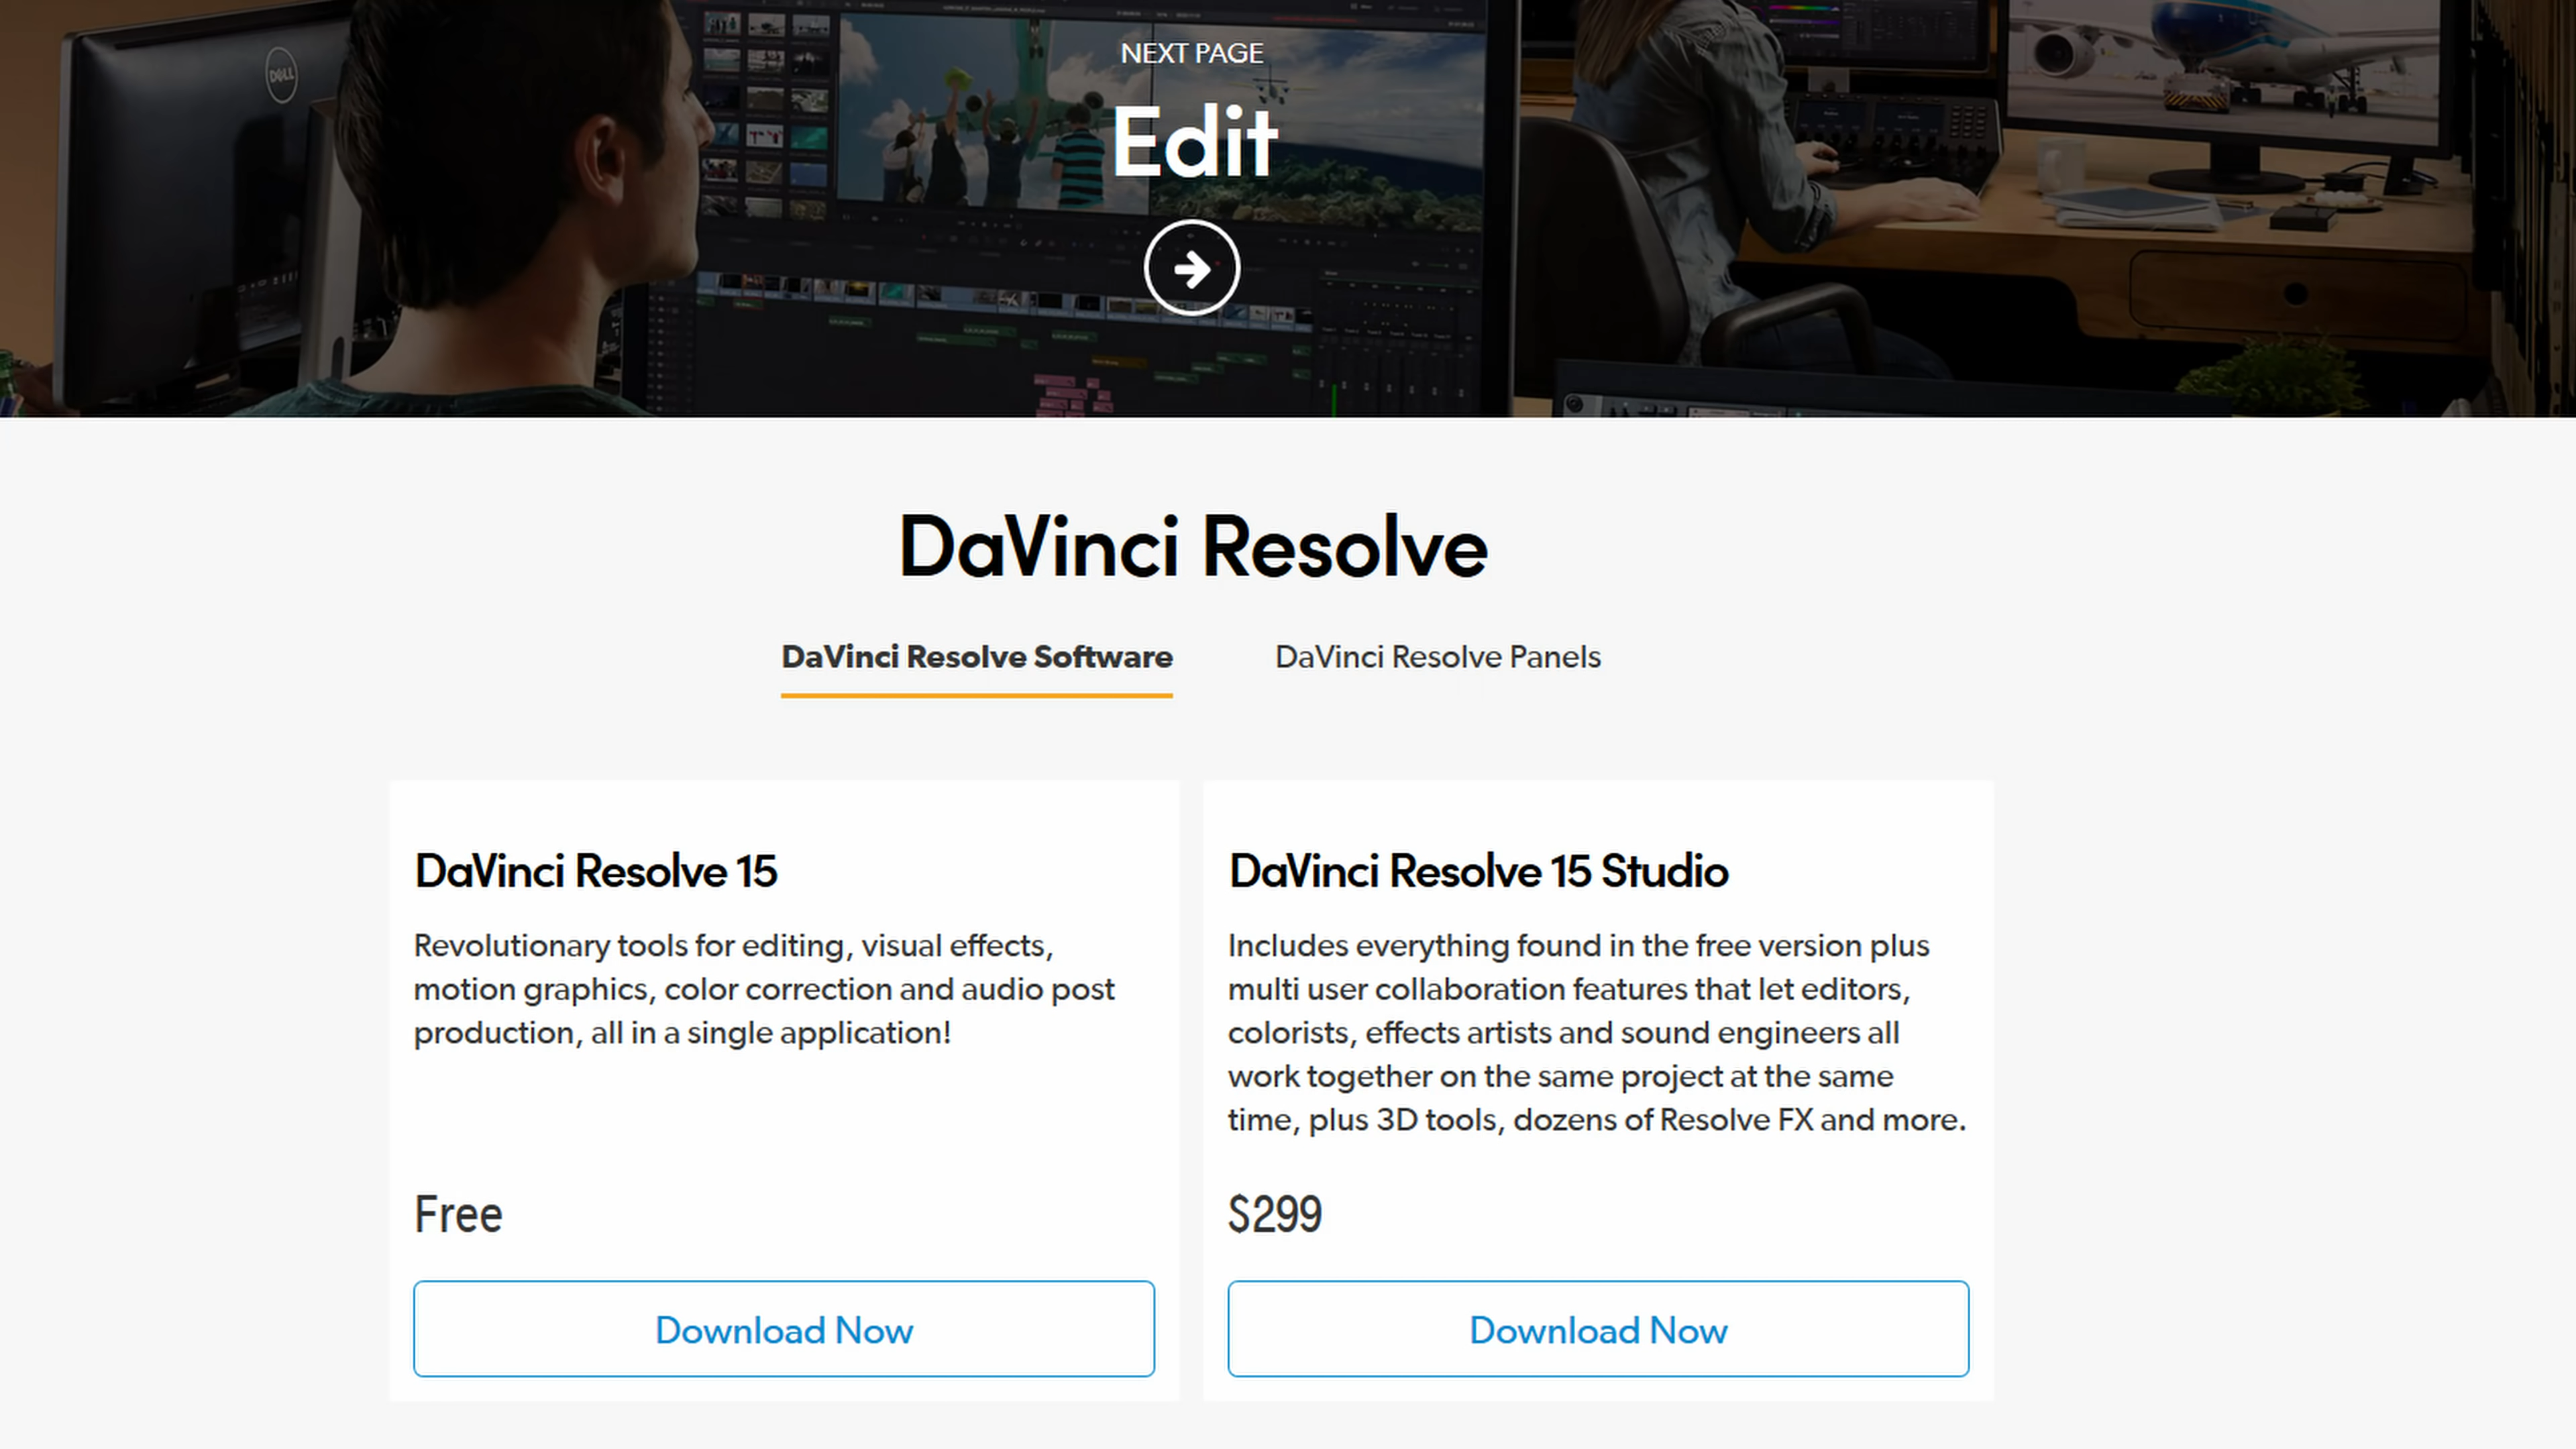 DELL
NEXT PAGE
Edit
DaVinci Resolve
DaVinci Resolve Software
DaVinci Resolve Panels
DaVinci Resolve 15
Revolutionary tools for editing, visual effects,
motion graphics, color correction and audio post
production, all in a single application!
Free
Download Now
DaVinci Resolve 15 Studio
Includes everything found in the free version plus
multi user collaboration features that let editors,
colorists, effects artists and sound engineers all
work together on the same project at the same
time, plus 3D tools, dozens of Resolve FX and more.
$299
Download Now